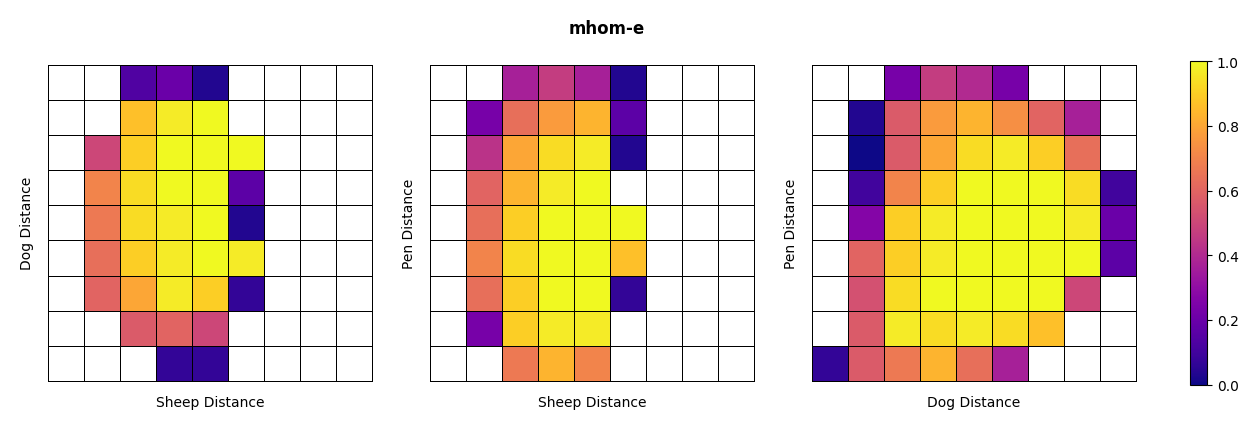 mhom-e
Dog Distance
Sheep Distance
Pen Distance
Sheep Distance
Pen Distance
Dog Distance
1.0
0.8
0.6
0.4
0.2
0.0